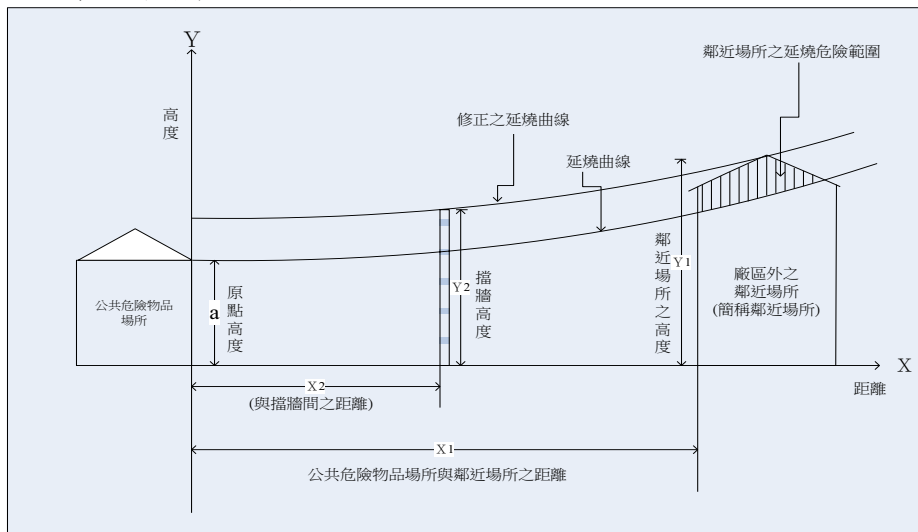 Y
高度
鄰近場所之延燒危險範圍
修正之延燒曲線
延燒曲線
公共危險物品
場所
a
原點高度
Y2
擋牆高度
鄰近場所之高度
Y1
廠區外之
鄰近場所
(簡稱鄰近場所)
X
距離
X2
(與擋牆間之距離)
X1
公共危險物品場所與鄰近場所之距離